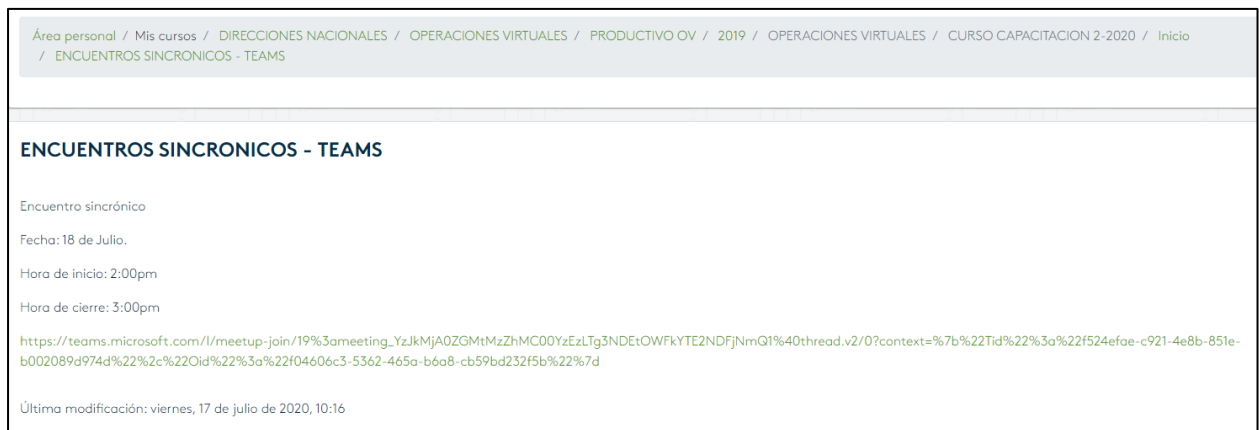 Área personal / Mis cursos / DIRECCIONES NACIONALES / OPERACIONES VIRTUALES / PRODUCTIVO OV / 2019 / OPERACIONES VIRTUALES / CURSO CAPACITACION 2-2020 / Inicio
/ ENCUENTROS SINCRONICOS - TEAMS
ENCUENTROS SINCRONICOS - TEAMS
Encuentro sincrónico
Fecha: 18 de Julio.
Hora de inicio: 2:00pm
Hora de cierre: 3:00pm
https://teams.microsoft.com/l/meetup-join/19%3ameeting_YzJkMjA0ZGMtMzZhMC00YzEzLTg3NDEtOWFkYTE2NDFjNmQ1%40thread.v2/0?context=%7b%22Tid%22%3a%22f524efae-c921-4e8b-851e-
b002089d974d%22%2c%22Oid%22%3a%22f04606c3-5362-465a-b6a8-cb59bd232f5b%22%7d
Última modificación: viernes, 17 de julio de 2020, 10:16